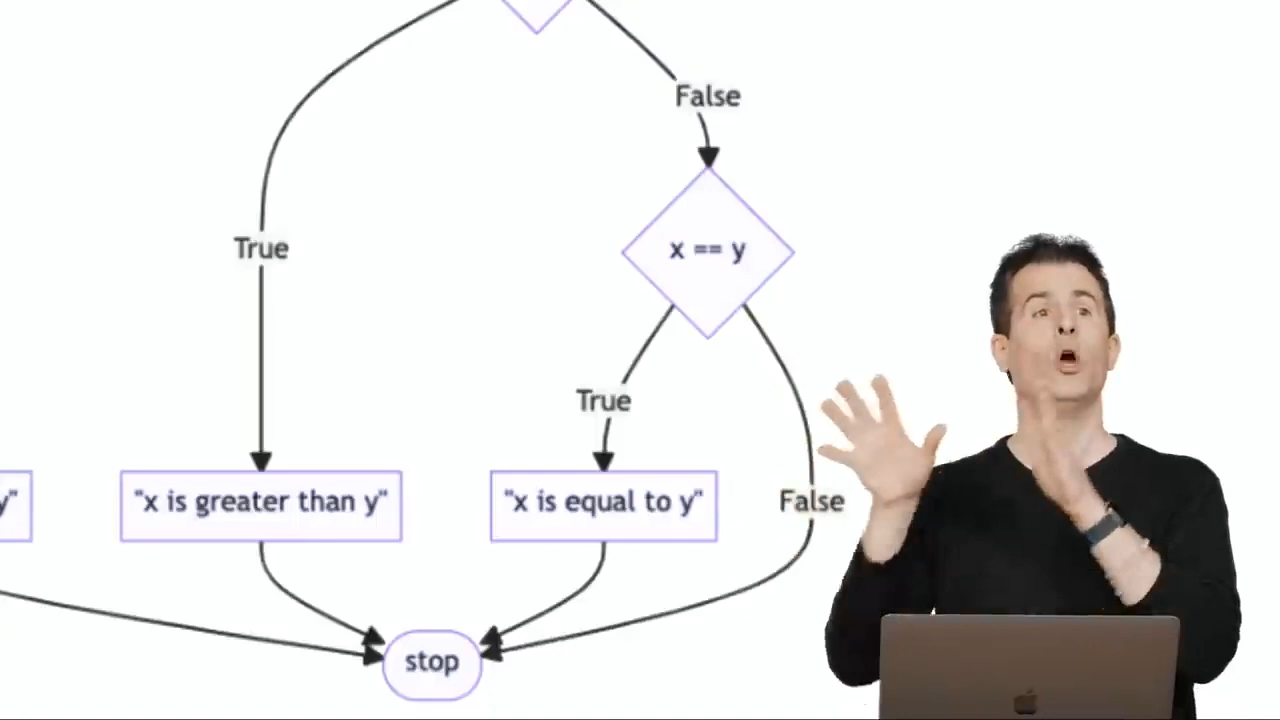 False
True
x == y
True
y"
"x is greater than y"
"x is equal to y"
False
stop